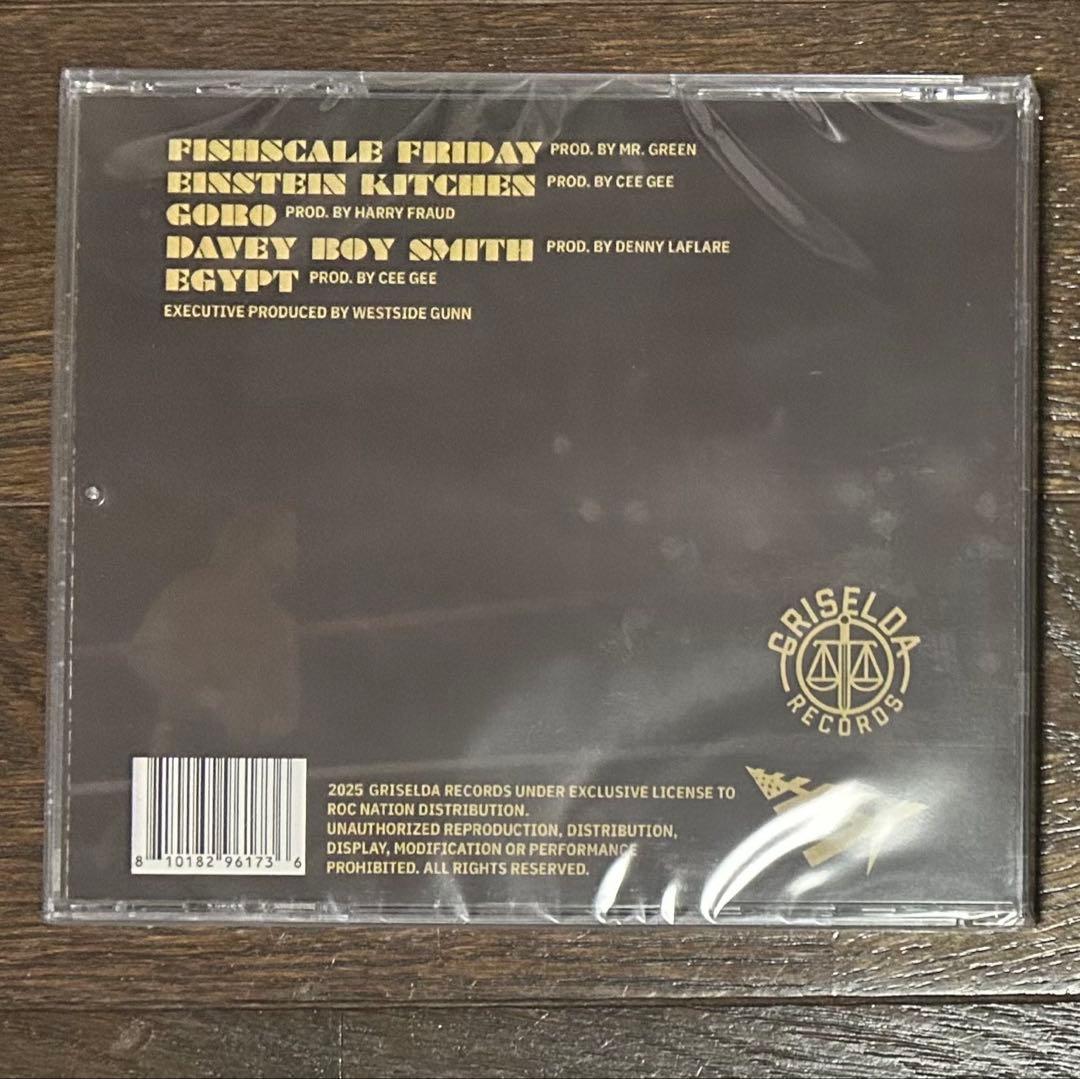 FISHSCALE FRIDAY PROD. BY MR. GREEN
EINSTEIN KITCHEN PROD. BY CEE GEE
GORO PROD. BY HARRY FRAUD
DAVEY BOY SMITH PROD. BY DENNY LAFLARE
EGYPT PROD. BY CEE GEE
EXECUTIVE PRODUCED BY WESTSIDE GUNN
GRISELDA
RECORDS
2025 GRISELDA RECORDS UNDER EXCLUSIVE LICENSE TO
ROC NATION DISTRIBUTION.
UNAUTHORIZED REPRODUCTION, DISTRIBUTION,
DISPLAY, MODIFICATION OR PERFORMANCE
PROHIBITED. ALL RIGHTS RESERVED.
8 10182 96173 6